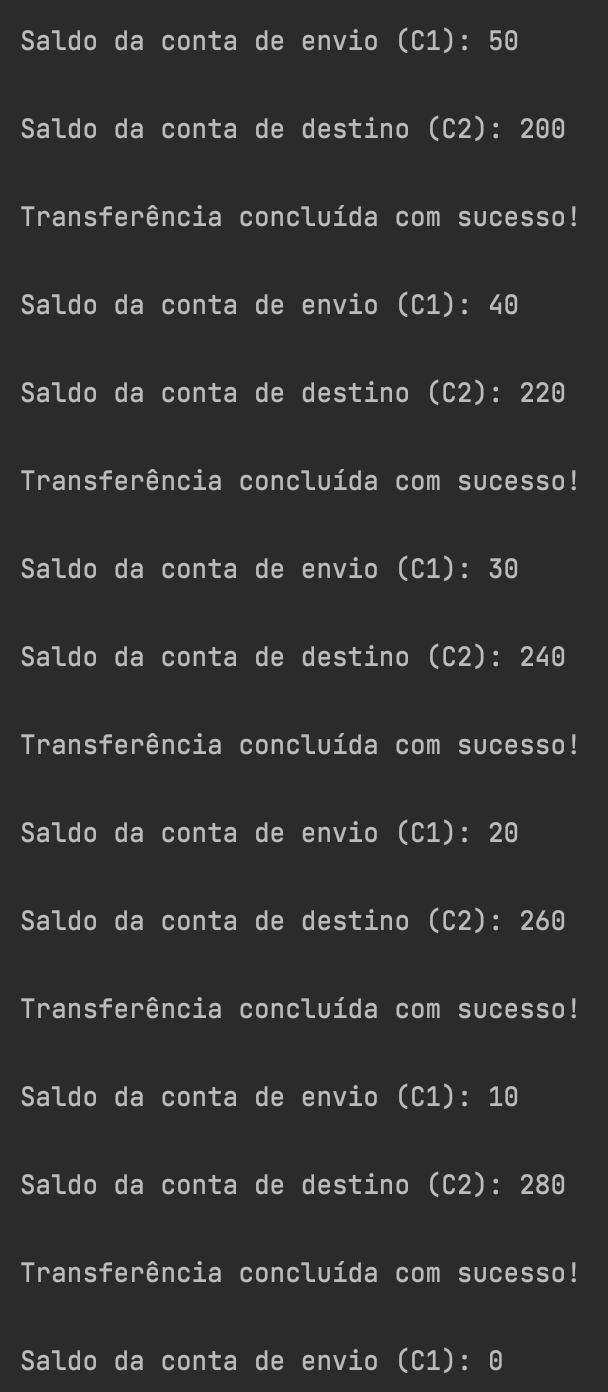 Saldo da conta de envio (C1): 50
Saldo da conta de destino (C2): 200
Transferência concluída com sucesso!
Saldo da conta de envio (C1): 40
Saldo da conta de destino (C2): 220
Transferência concluída com sucesso!
Saldo da conta de envio (C1): 30
Saldo da conta de destino (C2): 240
Transferência concluída com sucesso!
Saldo da conta de envio (C1): 20
Saldo da conta de destino (C2): 260
Transferência concluída com sucesso!
Saldo da conta de envio (C1): 10
Saldo da conta de destino (C2): 280
Transferência concluída com sucesso!
Saldo da conta de envio (C1): 0